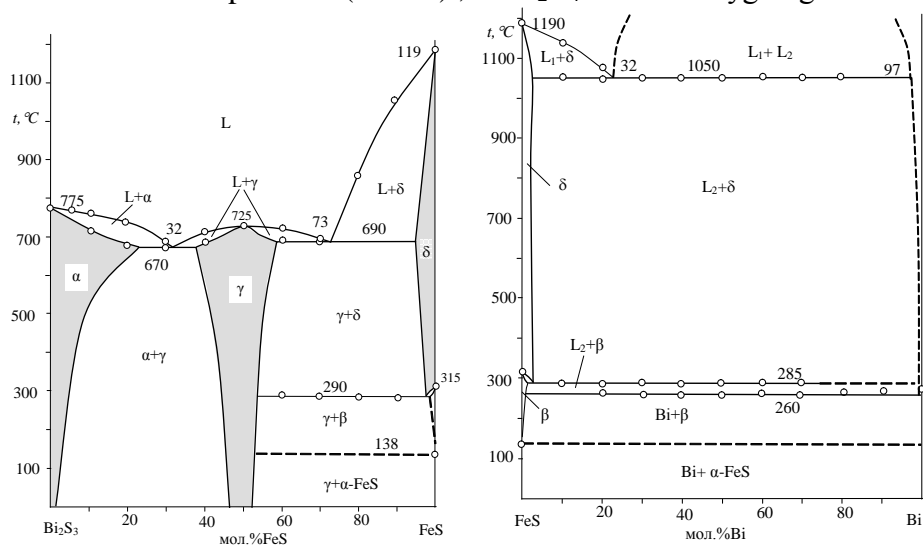 t, °C
1100
900
700
500
300
100
119
L
775
L+α
32
L+γ
725
L+δ
73
690
670
α
γ
δ
γ+δ
α+γ
315
290
γ+β
138
γ+α-FeS
Bi₂S₃
20
40
60
80
FeS
мол.%FeS
t, °C
1100
900
700
500
300
100
1190
L₁+δ
32
1050
L₁+ L₂
97
δ
L₂+δ
L₂+β
285
β
Bi+β
260
Bi+ α-FeS
FeS
20
40
60
80
Bi
мол.%Bi